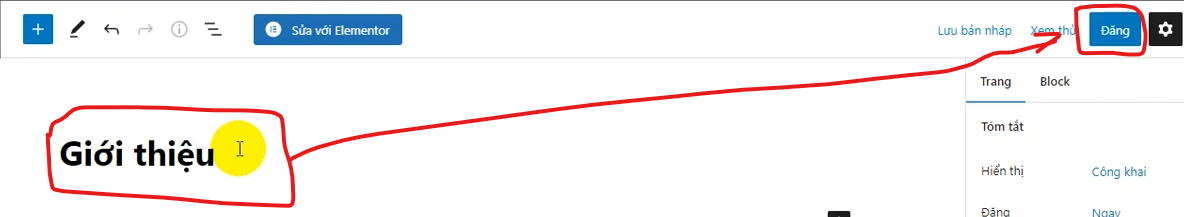 Sửa với Elementor
Lưu bản nháp Xem thử Đăng
Trang Block
Giới thiệu
Tóm tắt
Hiển thị Công khai
Đăng Ngay